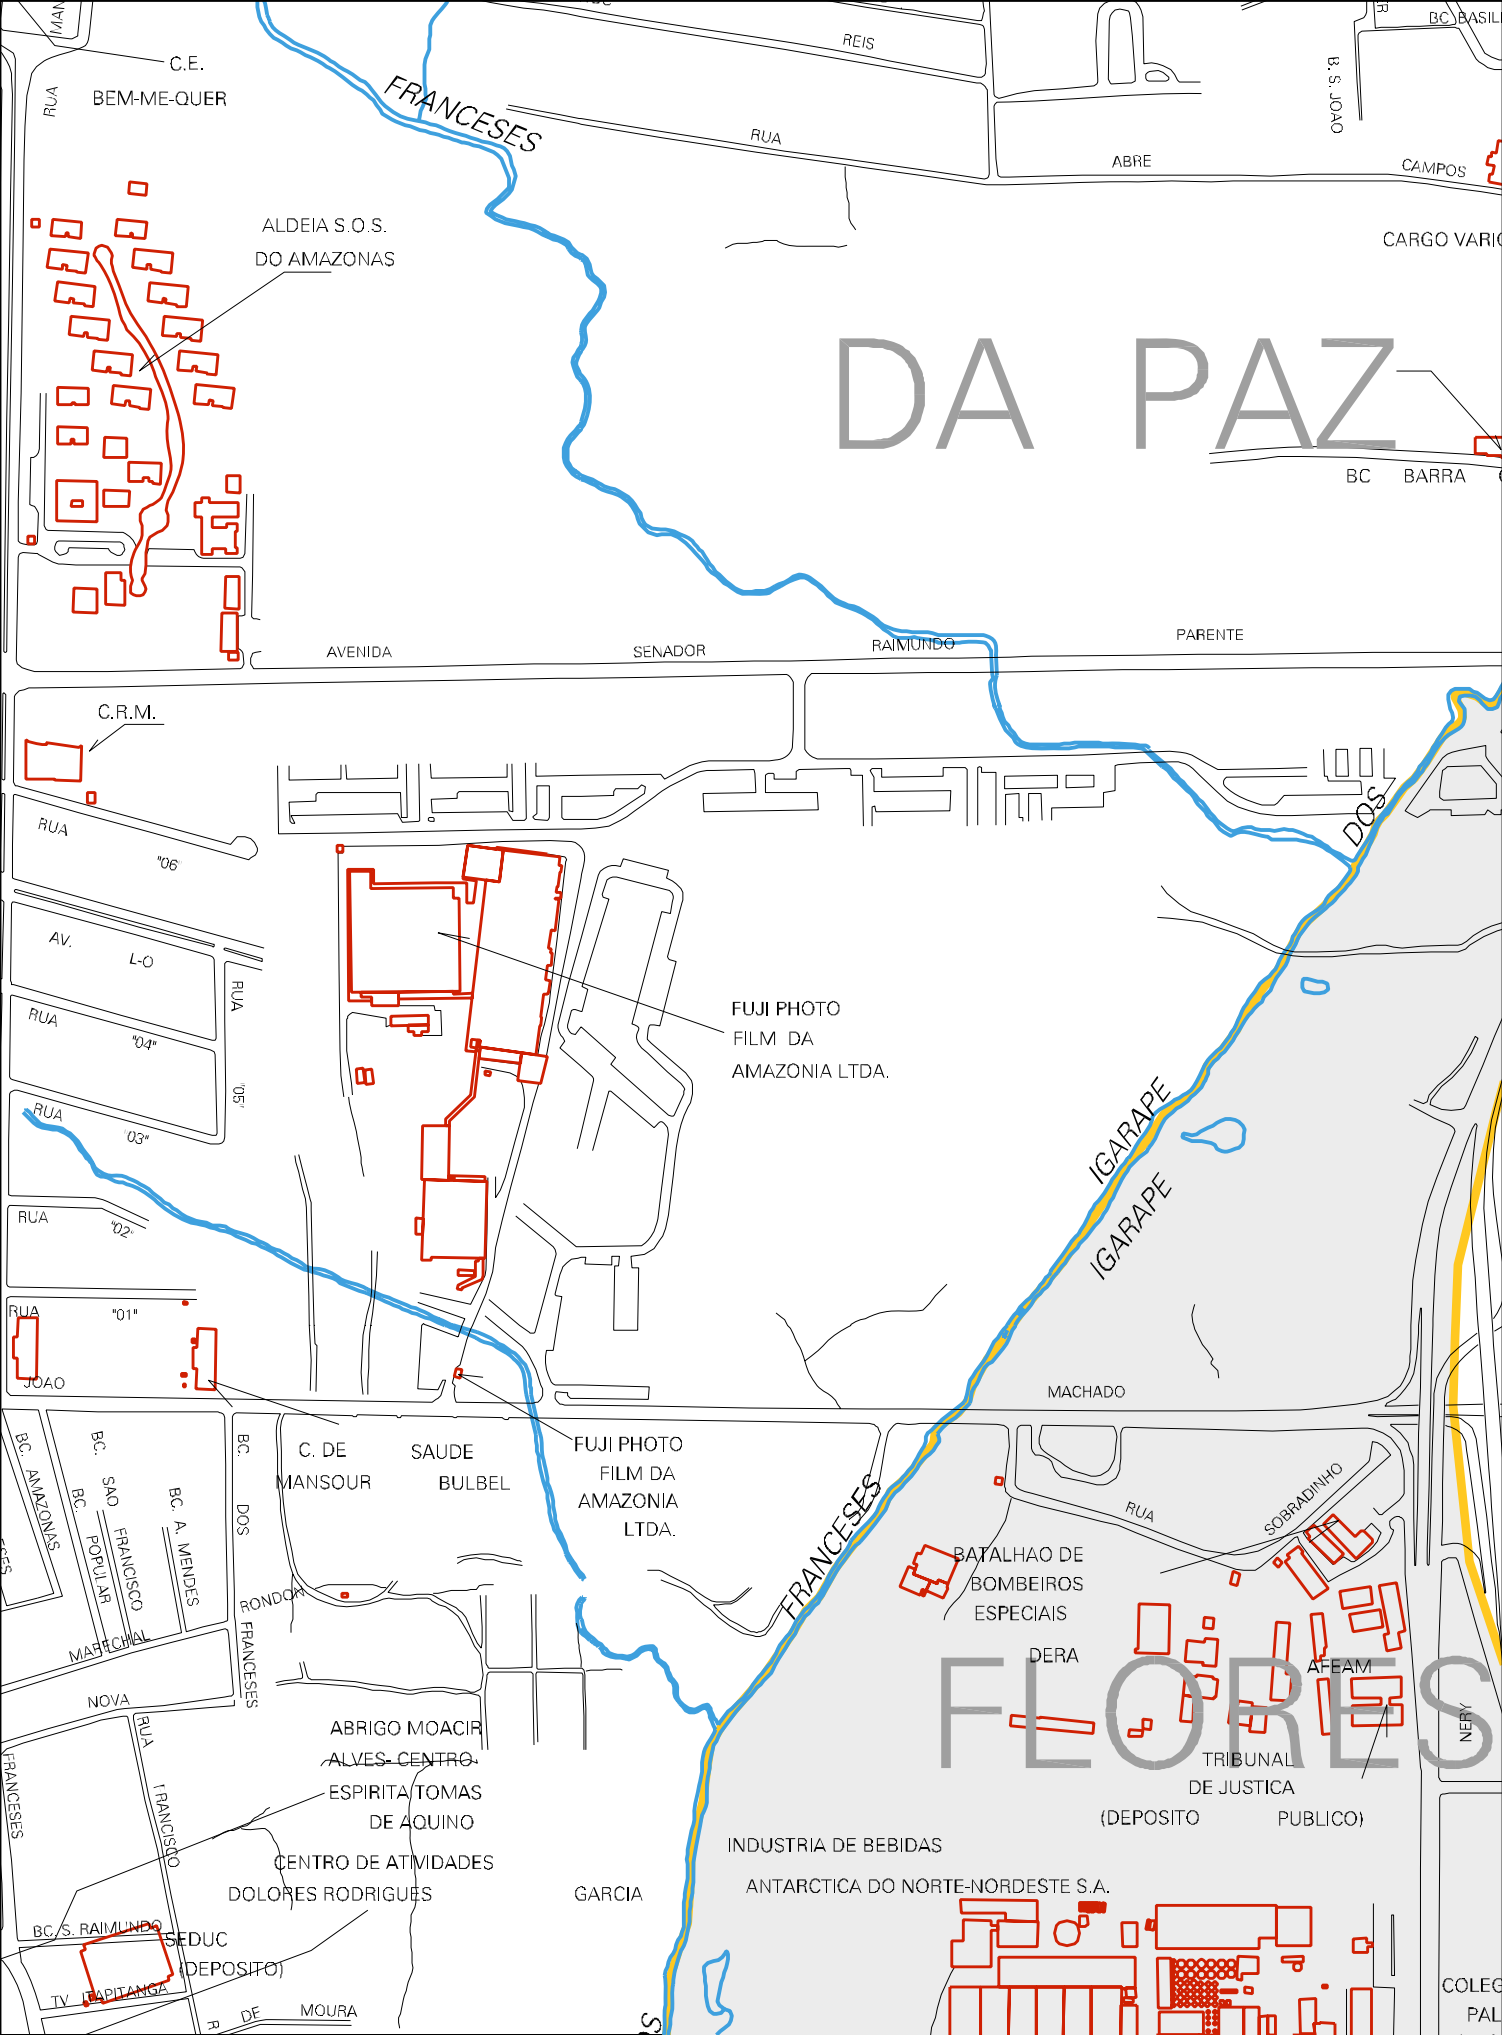 BC BASILI
C.E.
BEM-ME-QUER
RUA
FRANCESES
REIS
RUA
ABRE
CAMPOS
B. S. JOAO
CARGO VARIG
ALDEIA S.O.S.
DO AMAZONAS
DA PAZ
BC BARRA
AVENIDA SENADOR RAIMUNDO PARENTE
C.R.M.
DOS
RUA "06"
AV. L-O
RUA "04"
RUA "05"
RUA "03"
RUA "02"
RUA "01"
FUJI PHOTO
FILM DA
AMAZONIA LTDA.
IGARAPE
IGARAPE
JOAO
MACHADO
BC. AMAZONAS
BC. SAO FRANCISCO
BC. POPULAR
BC. A. MENDES
BC. DOS FRANCESES
C. DE SAUDE
MANSOUR BULBEL
FUJI PHOTO
FILM DA
AMAZONIA
LTDA.
FRANCESES
RUA SOBRADINHO
BATALHAO DE
BOMBEIROS
ESPECIAIS
DERA
AFEAM
FLORES
NERY
MARECHAL RONDON
NOVA
RUA FRANCISCO
FRANCESES
ABRIGO MOACIR
ALVES- CENTRO
ESPIRITA TOMAS
DE AQUINO
TRIBUNAL
DE JUSTICA
(DEPOSITO PUBLICO)
INDUSTRIA DE BEBIDAS
ANTARCTICA DO NORTE-NORDESTE S.A.
CENTRO DE ATIVIDADES
DOLORES RODRIGUES GARCIA
BC. S. RAIMUNDO
SEDUC
(DEPOSITO)
TV ITAPITANGA
R DE MOURA
COLEG
PAL